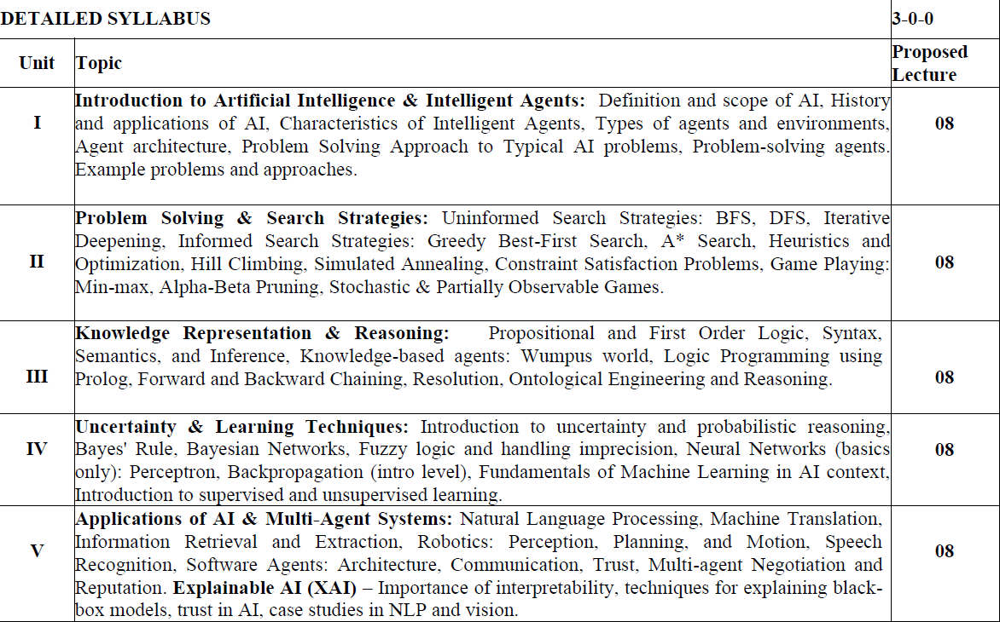 DETAILED SYLLABUS 3-0-0
Unit Topic Proposed
Lecture
Introduction to Artificial Intelligence & Intelligent Agents: Definition and scope of AI, History
I and applications of AI, Characteristics of Intelligent Agents, Types of agents and environments, 08
Agent architecture, Problem Solving Approach to Typical AI problems, Problem-solving agents.
Example problems and approaches.
Problem Solving & Search Strategies: Uninformed Search Strategies: BFS, DFS, Iterative
Deepening, Informed Search Strategies: Greedy Best-First Search, A* Search, Heuristics and
II Optimization, Hill Climbing, Simulated Annealing, Constraint Satisfaction Problems, Game Playing: 08
Min-max, Alpha-Beta Pruning, Stochastic & Partially Observable Games.
Knowledge Representation & Reasoning: Propositional and First Order Logic, Syntax,
Semantics, and Inference, Knowledge-based agents: Wumpus world, Logic Programming using
III Prolog, Forward and Backward Chaining, Resolution, Ontological Engineering and Reasoning. 08
Uncertainty & Learning Techniques: Introduction to uncertainty and probabilistic reasoning,
IV Bayes' Rule, Bayesian Networks, Fuzzy logic and handling imprecision, Neural Networks (basics 08
only): Perceptron, Backpropagation (intro level), Fundamentals of Machine Learning in AI context,
Introduction to supervised and unsupervised learning.
Applications of AI & Multi-Agent Systems: Natural Language Processing, Machine Translation,
V Information Retrieval and Extraction, Robotics: Perception, Planning, and Motion, Speech 08
Recognition, Software Agents: Architecture, Communication, Trust, Multi-agent Negotiation and
Reputation. Explainable AI (XAI) – Importance of interpretability, techniques for explaining black-
box models, trust in AI, case studies in NLP and vision.